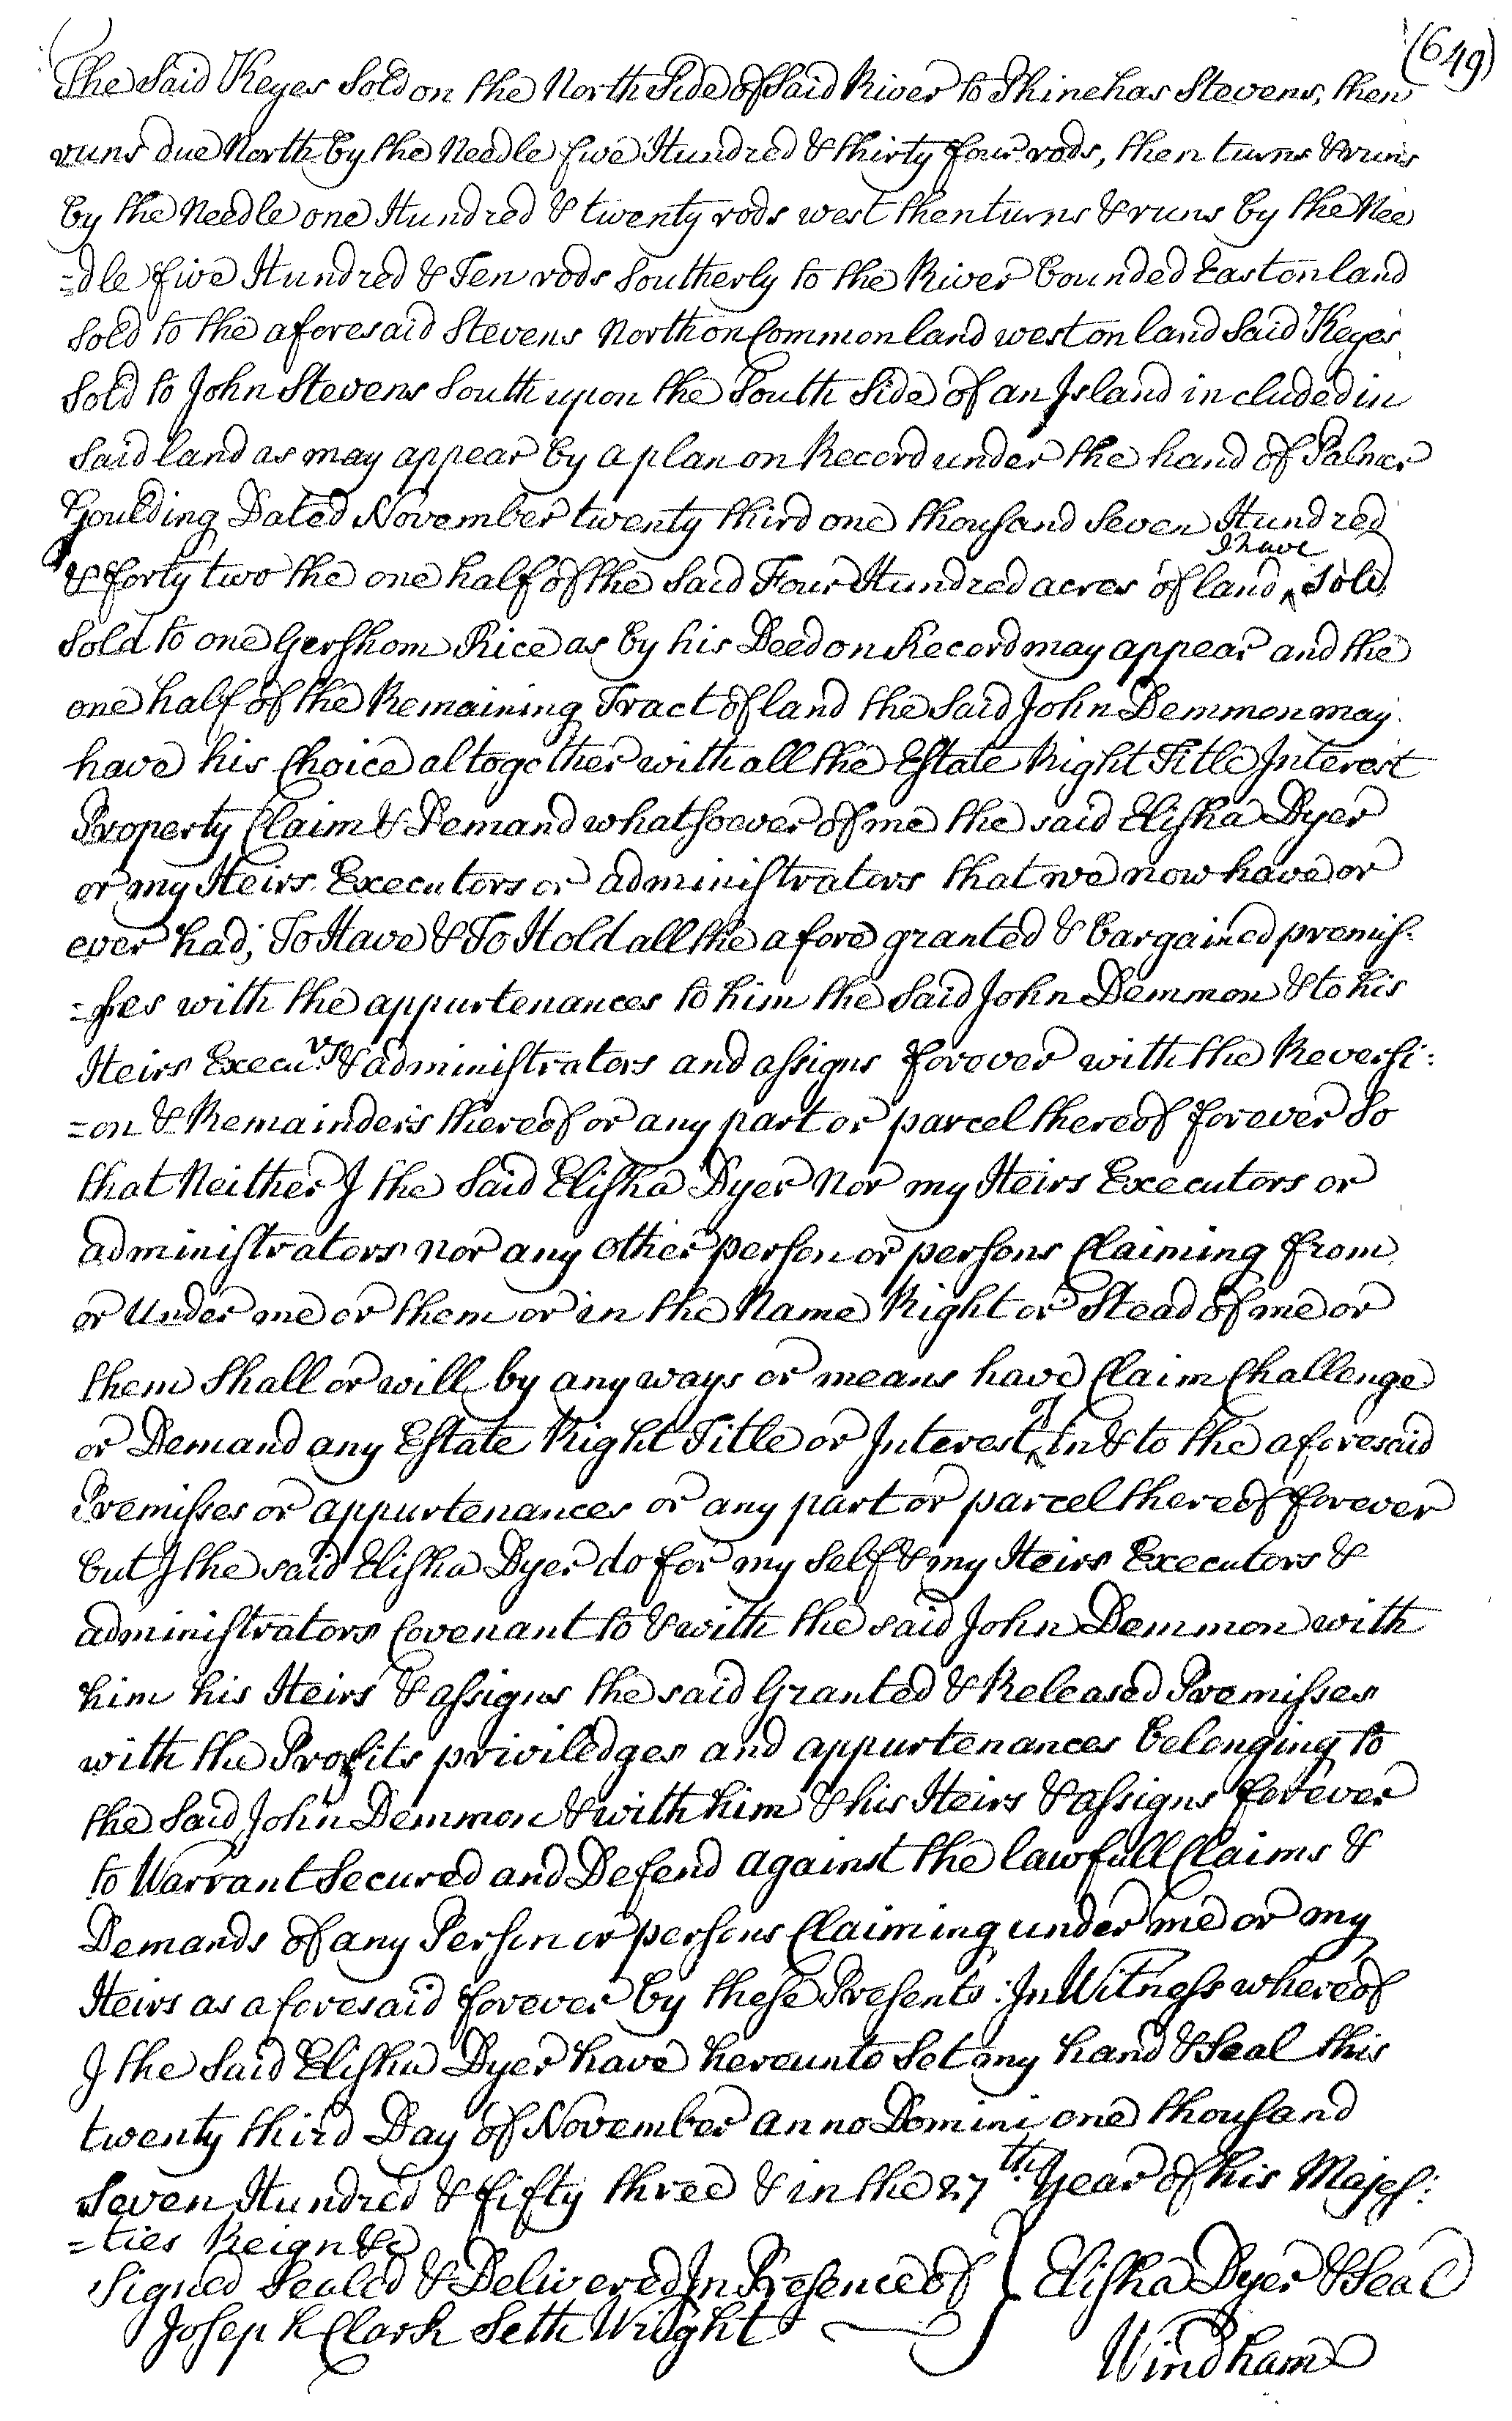 (649)
The Said Keyes Sold on the North Side of Said River to Phinehas Stevens, then
runs due North by the Needle five Hundred & thirty four rods, then turns & runs
by the Needle one Hundred & twenty rods west then turns & runs by the Nee
=dle five Hundred & Ten rods Southerly to the River bounded East on land
Sold to the aforesaid Stevens North on Common land west on land Said Keyes
Sold to John Stevens South upon the South Side of an Island included in
Said land as may appear by a plan on Record under the hand of Palmer
Goulding Dated November twenty third one thousand Seven Hundred
& forty two the one half of the Said Four Hundred acres of land ^I have Sold
Sold to one Gershom Rice as by his Deed on Record may appear and the
one half of the Remaining Tract of land the Said John Demmon may
have his Choice altogether with all the Estate Right Title Interest
Property Claim & Demand whatsoever of me the said Elisha Dyer
or my Heirs Executors or administrators that we now have or
ever had; To Have & To Hold all the afore granted & bargained premis:
=ses with the appurtenances to him the Said John Demmon & to his
Heirs Execu.rs & administrators and assigns forever with the Reversi:
=on & Remainders thereof or any part or parcel thereof forever So
that Neither I the Said Elisha Dyer Nor my Heirs Executors or
administrators nor any other person or persons Claiming from
or Under me or them or in the Name Right or Stead of me or
them Shall or will by any ways or means have Claim Challenge
or Demand any Estate Right Title or Interest ^of In & to the aforesaid
Premisses or appurtenances or any part or parcel thereof forever
but I the said Elisha Dyer do for my Self & my Heirs Executors &
administrators Covenant to & with the said John Demmon with
him his Heirs & assigns the said Granted & Released Premisses
with the Profits priviledges and appurtenances belonging to
the Said John Demmon & with him & his Heirs & assigns forever
to Warrant Secured and Defend against the lawfull Claims &
Demands of any Person or persons Claiming under me or my
Heirs as aforesaid forever by these Presents: In Witness whereof
I the Said Elisha Dyer have hereunto Set my hand & Seal this
twenty third Day of November anno Domini one thousand
Seven Hundred & fifty three & in the 27th Year of his Majes:
=ties Reign &c
Signed Sealed & Delivered In Presence of } Elisha Dyer & Seal
Joseph Clark Seth Wright
Windham